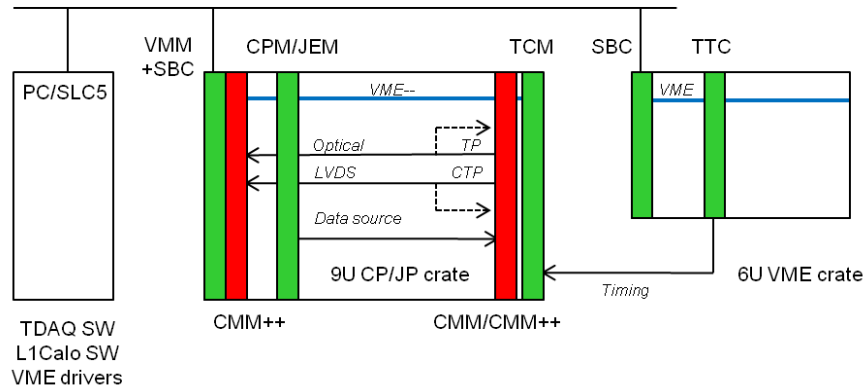 VMM
+SBC
CPM/JEM
TCM
SBC
TTC
PC/SLC5
VME--
VME
Optical
TP
LVDS
CTP
Data source
9U CP/JP crate
6U VME crate
Timing
CMM++
CMM/CMM++
TDAQ SW
L1Calo SW
VME drivers